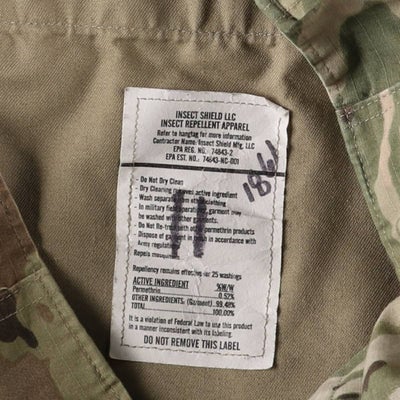 INSECT SHIELD LLC
INSECT REPELLENT APPAREL
Refer to hangtag for more information
Contractor Name: Insect Shield Mfg, LLC
EPA REG. NO.: 74843-2
EPA EST. NO.: 74843-NC-001
- Do Not Dry Clean
- Dry Cleaning removes active ingredient
- Wash separate from other clothing
- In military field operations, garment may
be washed with other garments.
- Do Not Re-treat with other permethrin products
- Dispose of garment in accordance with
Army regulations
Repels mosquitoes
Repellency remains effective for 25 washings
ACTIVE INGREDIENT %W/W
Permethrin 0.52%
OTHER INGREDIENTS: (Garment) 99.48%
TOTAL 100.00%
It is a violation of Federal Law to use this product
in a manner inconsistent with its labeling.
DO NOT REMOVE THIS LABEL
1861